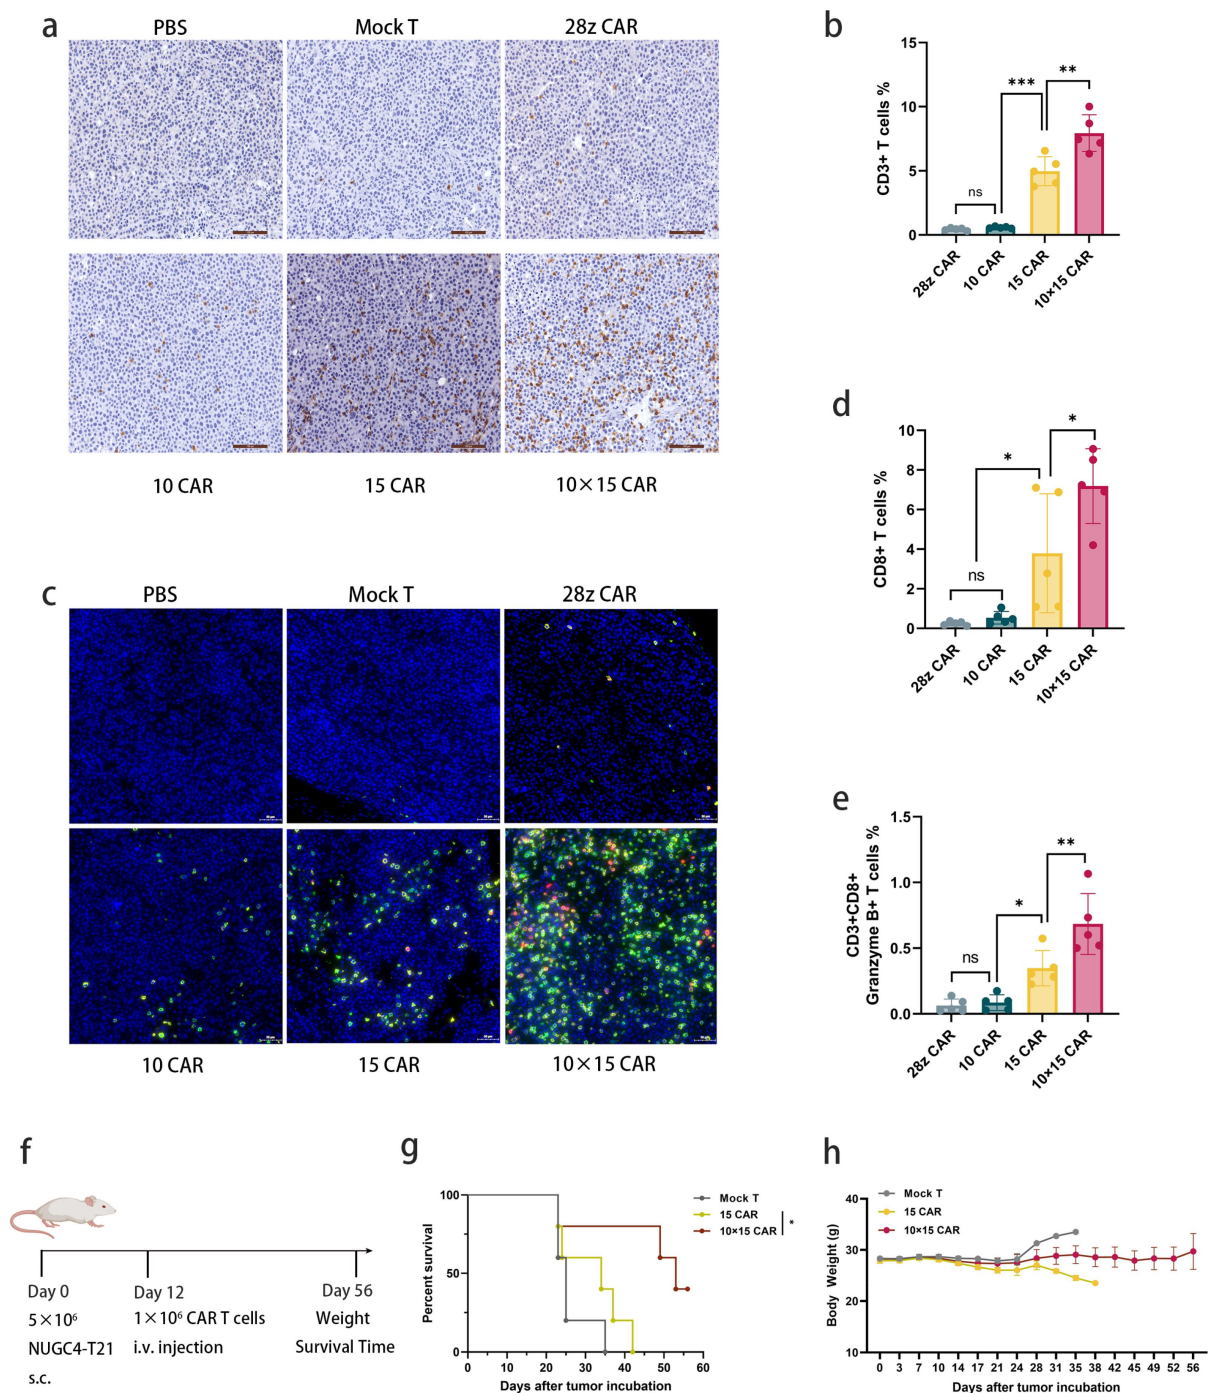 a
PBS
Mock T
28z CAR
10 CAR
15 CAR
10×15 CAR
b
15
10
5
0
CD3+ T cells %
ns
***
**
28z CAR
10 CAR
15 CAR
10×15 CAR
c
PBS
Mock T
28z CAR
10 CAR
15 CAR
10×15 CAR
d
10
8
6
4
2
0
CD8+ T cells %
ns
*
*
28z CAR
10 CAR
15 CAR
10×15 CAR
e
1.5
1.0
0.5
0.0
CD3+CD8+
Granzyme B+ T cells %
ns
*
**
28z CAR
10 CAR
15 CAR
10×15 CAR
f
Day 0
Day 12
Day 56
5×10⁶
1×10⁶ CAR T cells
Weight
NUGC4-T21
i.v. injection
Survival Time
s.c.
g
100
50
0
Percent survival
Mock T
15 CAR
10×15 CAR
*
0 10 20 30 40 50 60
Days after tumor incubation
h
40
30
20
10
Body Weight (g)
Mock T
15 CAR
10×15 CAR
0 3 7 10 14 17 21 24 28 31 35 38 42 45 49 52 56
Days after tumor incubation